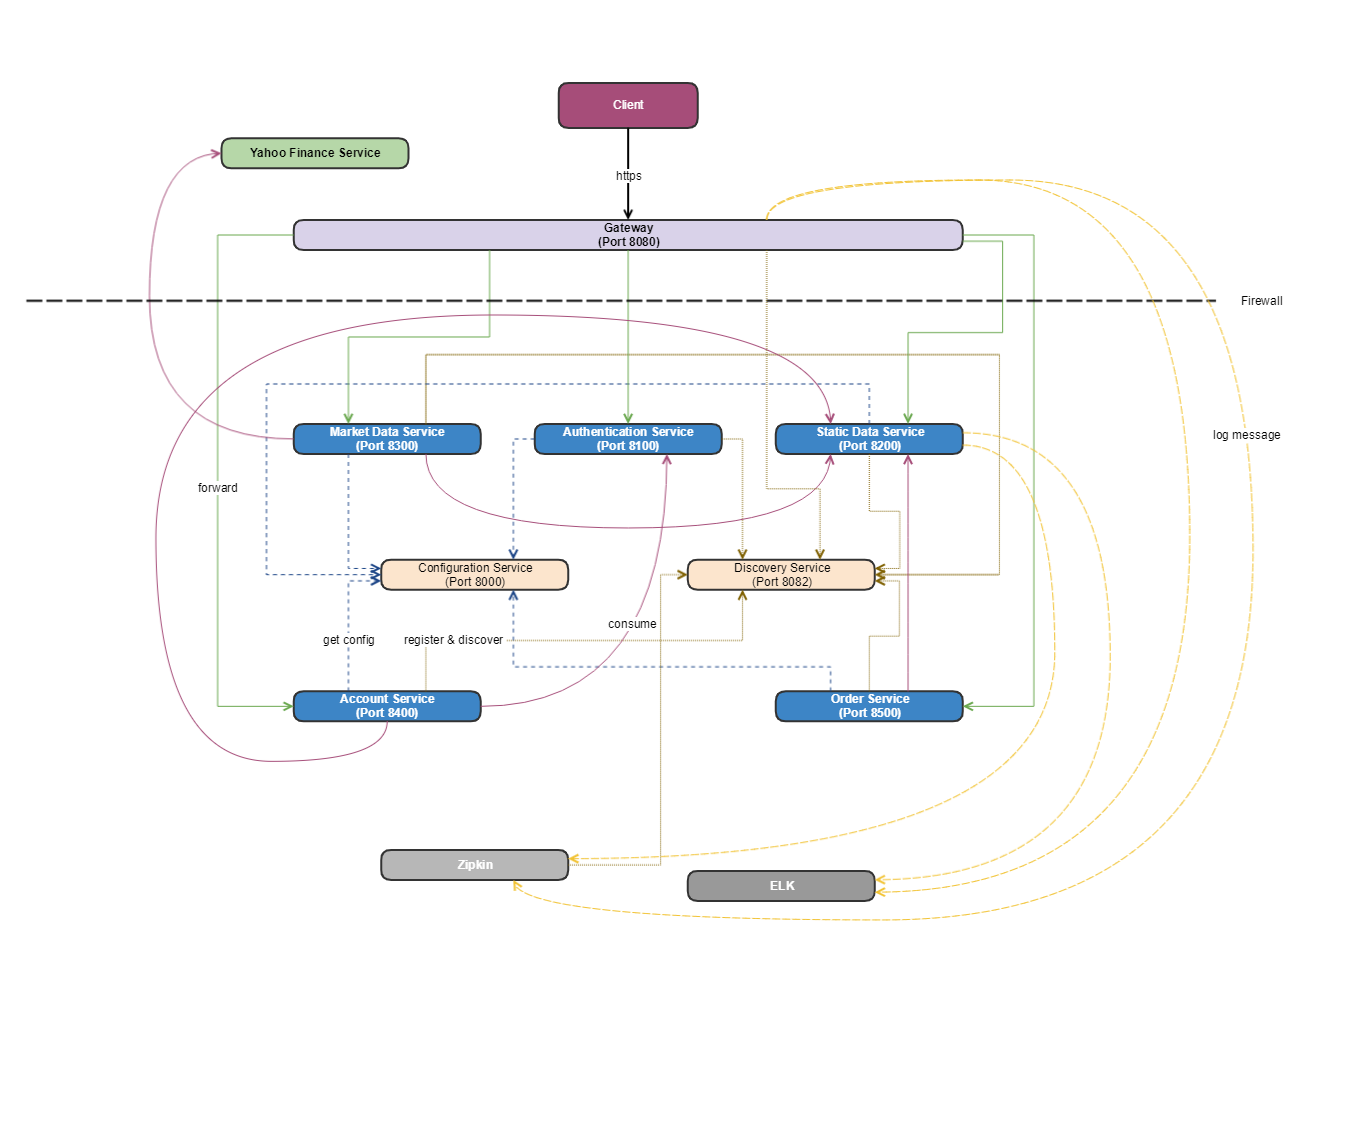 Client
Yahoo Finance Service
https
Gateway
(Port 8080)
Firewall
Market Data Service
(Port 8300)
Authentication Service
(Port 8100)
Static Data Service
(Port 8200)
log message
forward
Configuration Service
(Port 8000)
Discovery Service
(Port 8082)
consume
get config
register & discover
Account Service
(Port 8400)
Order Service
(Port 8500)
Zipkin
ELK